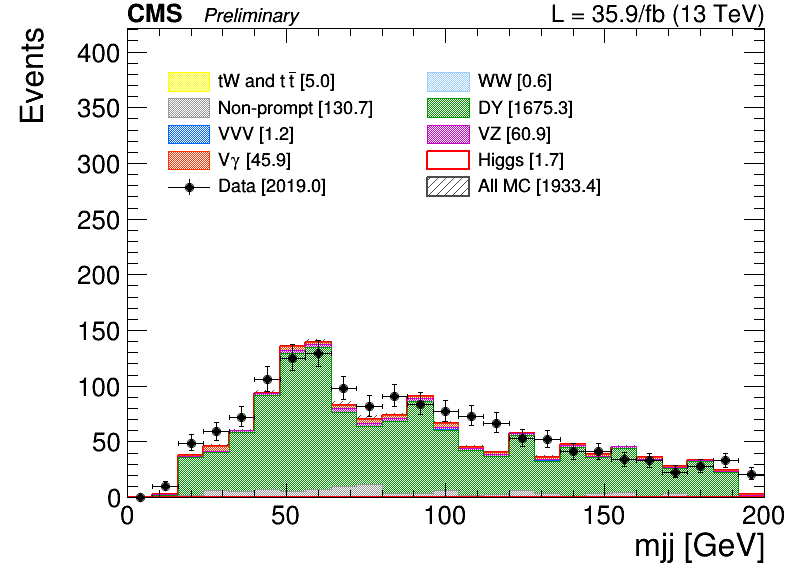 CMS Preliminary L = 35.9/fb (13 TeV)
Events
400
350
300
250
200
150
100
50
0
tW and t t̅ [5.0]
WW [0.6]
Non-prompt [130.7]
DY [1675.3]
VVV [1.2]
VZ [60.9]
Vγ [45.9]
Higgs [1.7]
Data [2019.0]
All MC [1933.4]
0 50 100 150 200
mjj [GeV]